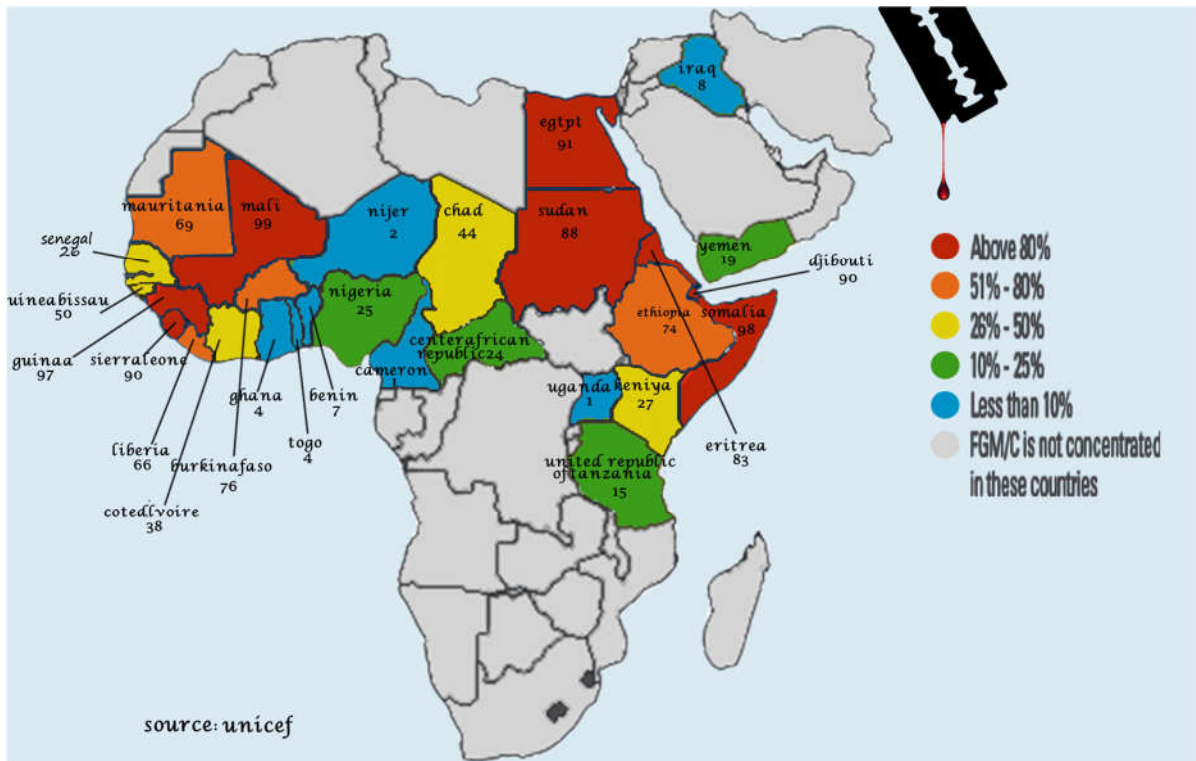 iraq
8
egtpt
91
mauritania
69
mali
99
nijer
2
chad
44
sudan
88
yemen
19
djibouti
90
senegal
26
uineabissau
50
nigeria
25
ethiopia
74
somalia
98
guinaa
97
sierraleone
90
centerafrican
republic24
cameron
1
ghana
4
benin
7
togo
4
uganda
1
keniya
27
eritrea
83
liberia
66
burkinafaso
76
cotedlvoire
38
united republic
oftanzania
15
Above 80%
51% - 80%
26% - 50%
10% - 25%
Less than 10%
FGM/C is not concentrated
in these countries
source: unicef